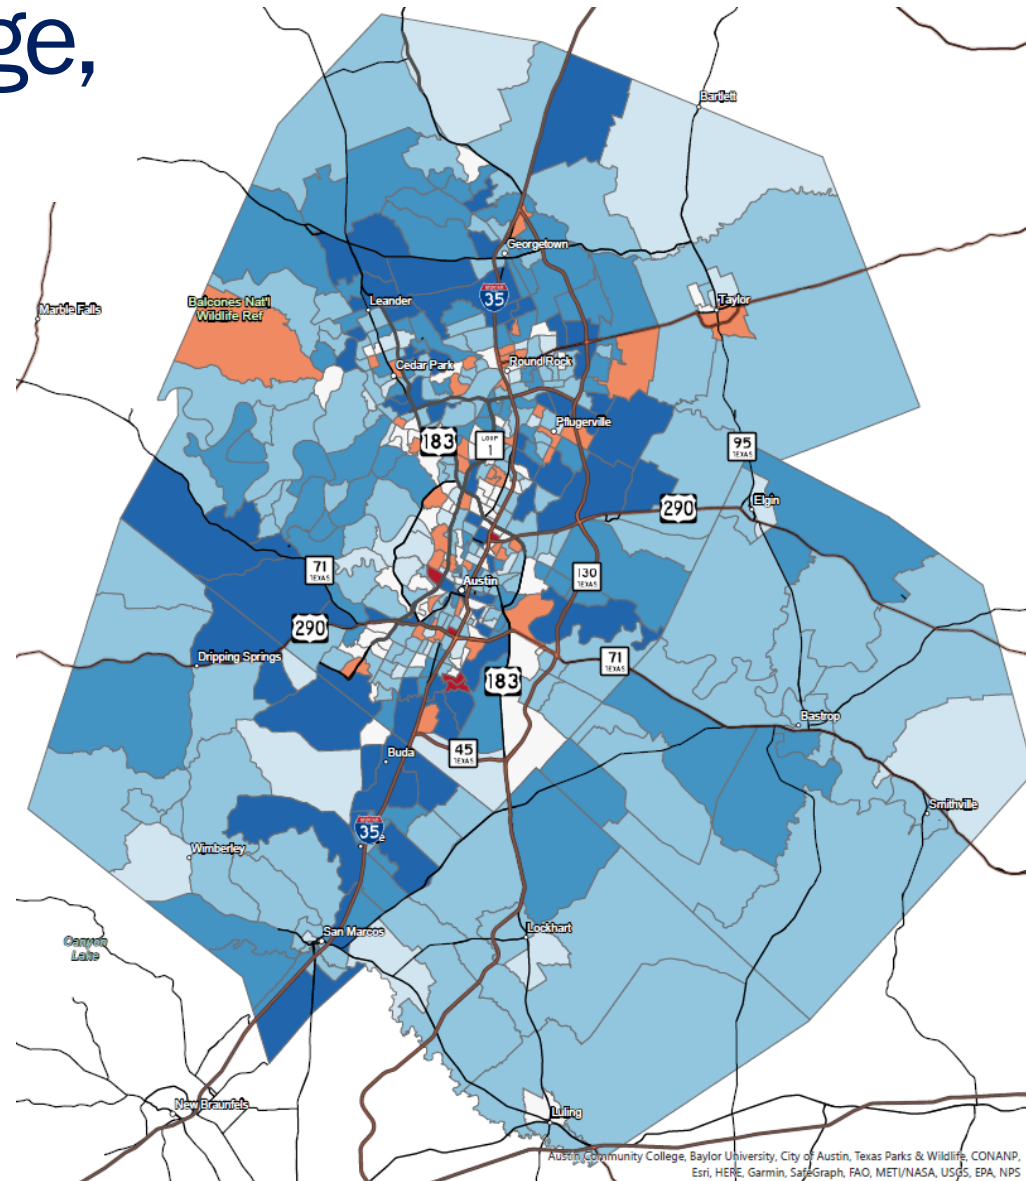 ge,
Bartlett
Georgetown
INTERSTATE
35
Balcones Nat'l
Wildlife Ref
Marble Falls
Leander
Taylor
Cedar Park
Round Rock
Pflugerville
183
LOOP
1
95
TEXAS
290
Elgin
71
TEXAS
130
TEXAS
Austin
290
Dripping Springs
71
TEXAS
183
Bastrop
45
TEXAS
Buda
Smithville
INTERSTATE
35
e
Wimberley
Lockhart
San Marcos
Canyon
Lake
New Braunfels
Luling
Austin Community College, Baylor University, City of Austin, Texas Parks & Wildlife, CONANP,
Esri, HERE, Garmin, SafeGraph, FAO, METI/NASA, USGS, EPA, NPS